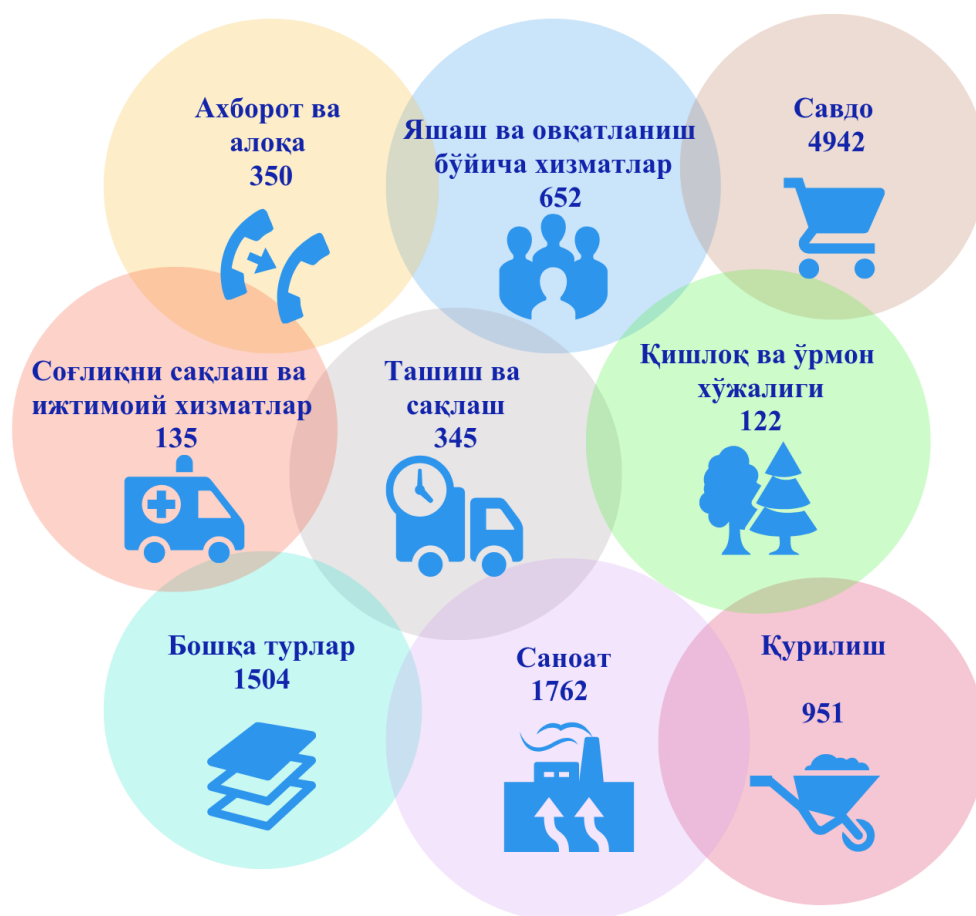 Ахборот ва
алоқа
350
Яшаш ва овқатланиш
бўйича хизматлар
652
Савдо
4942
Соғлиқни сақлаш ва
ижтимоий хизматлар
135
Ташиш ва
сақлаш
345
Қишлоқ ва ўрмон
хўжалиги
122
Бошқа турлар
1504
Саноат
1762
Қурилиш
951